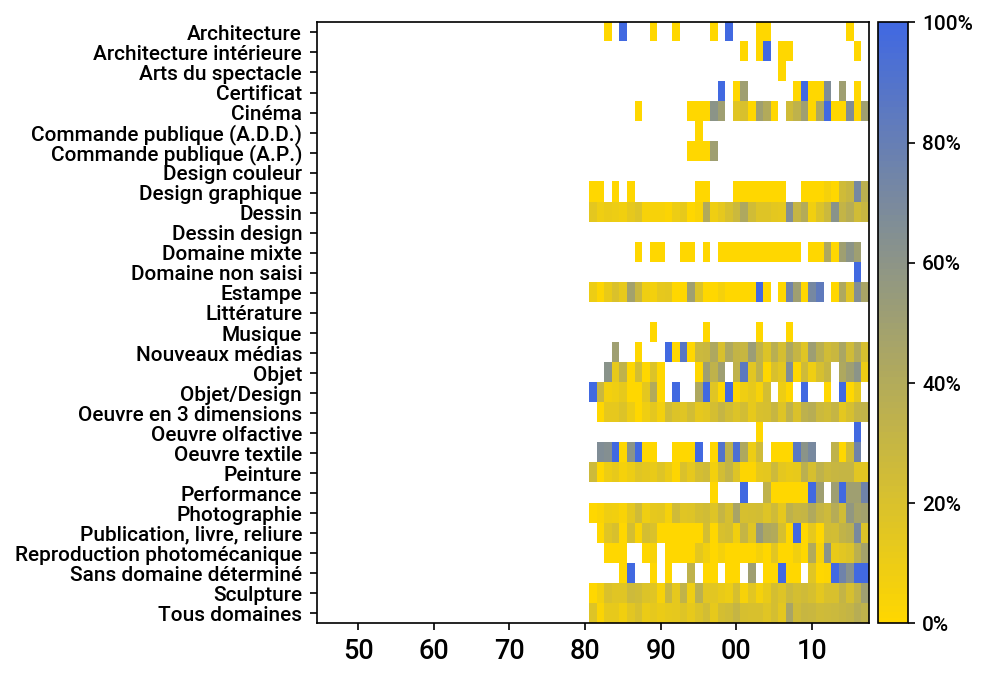 Architecture
Architecture intérieure
Arts du spectacle
Certificat
Cinéma
Commande publique (A.D.D.)
Commande publique (A.P.)
Design couleur
Design graphique
Dessin
Dessin design
Domaine mixte
Domaine non saisi
Estampe
Littérature
Musique
Nouveaux médias
Objet
Objet/Design
Oeuvre en 3 dimensions
Oeuvre olfactive
Oeuvre textile
Peinture
Performance
Photographie
Publication, livre, reliure
Reproduction photomécanique
Sans domaine déterminé
Sculpture
Tous domaines
50 60 70 80 90 00 10
100%
80%
60%
40%
20%
0%